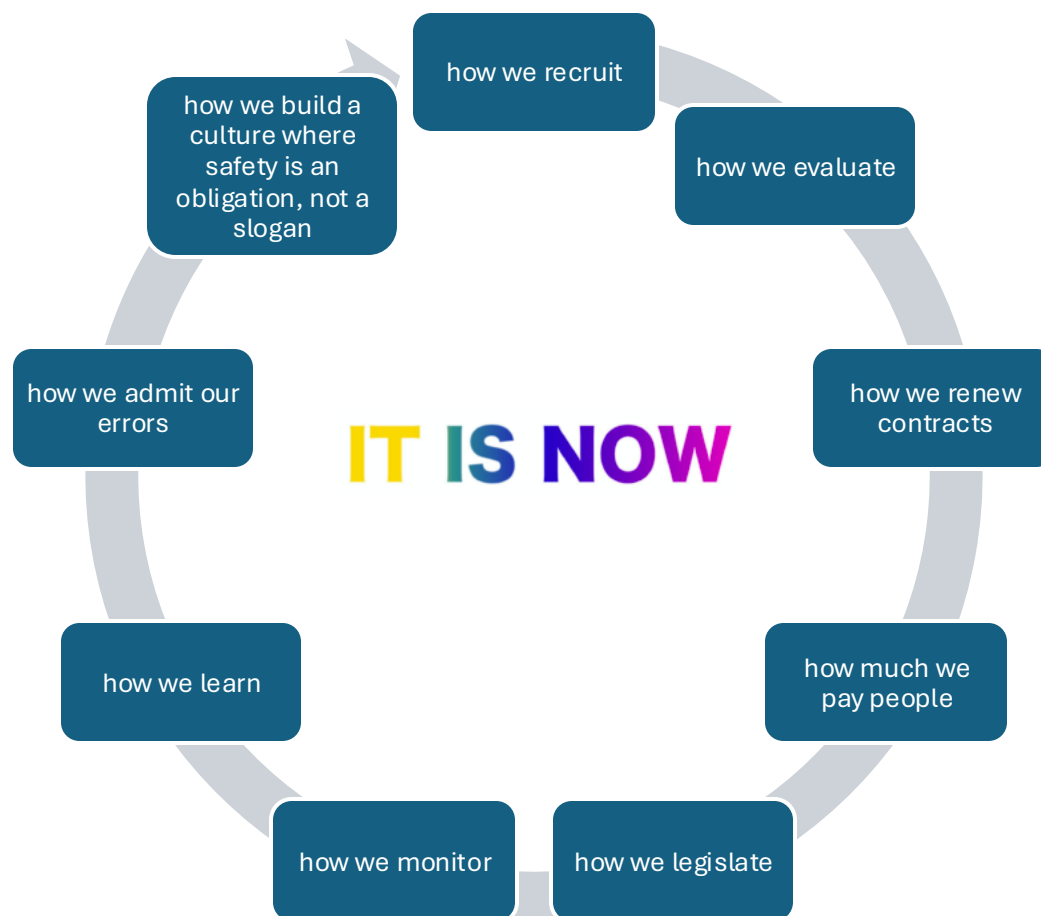 how we recruit
how we evaluate
how we renew
contracts
how much we
pay people
how we legislate
how we monitor
how we learn
how we admit our
errors
how we build a
culture where
safety is an
obligation, not a
slogan
IT IS NOW